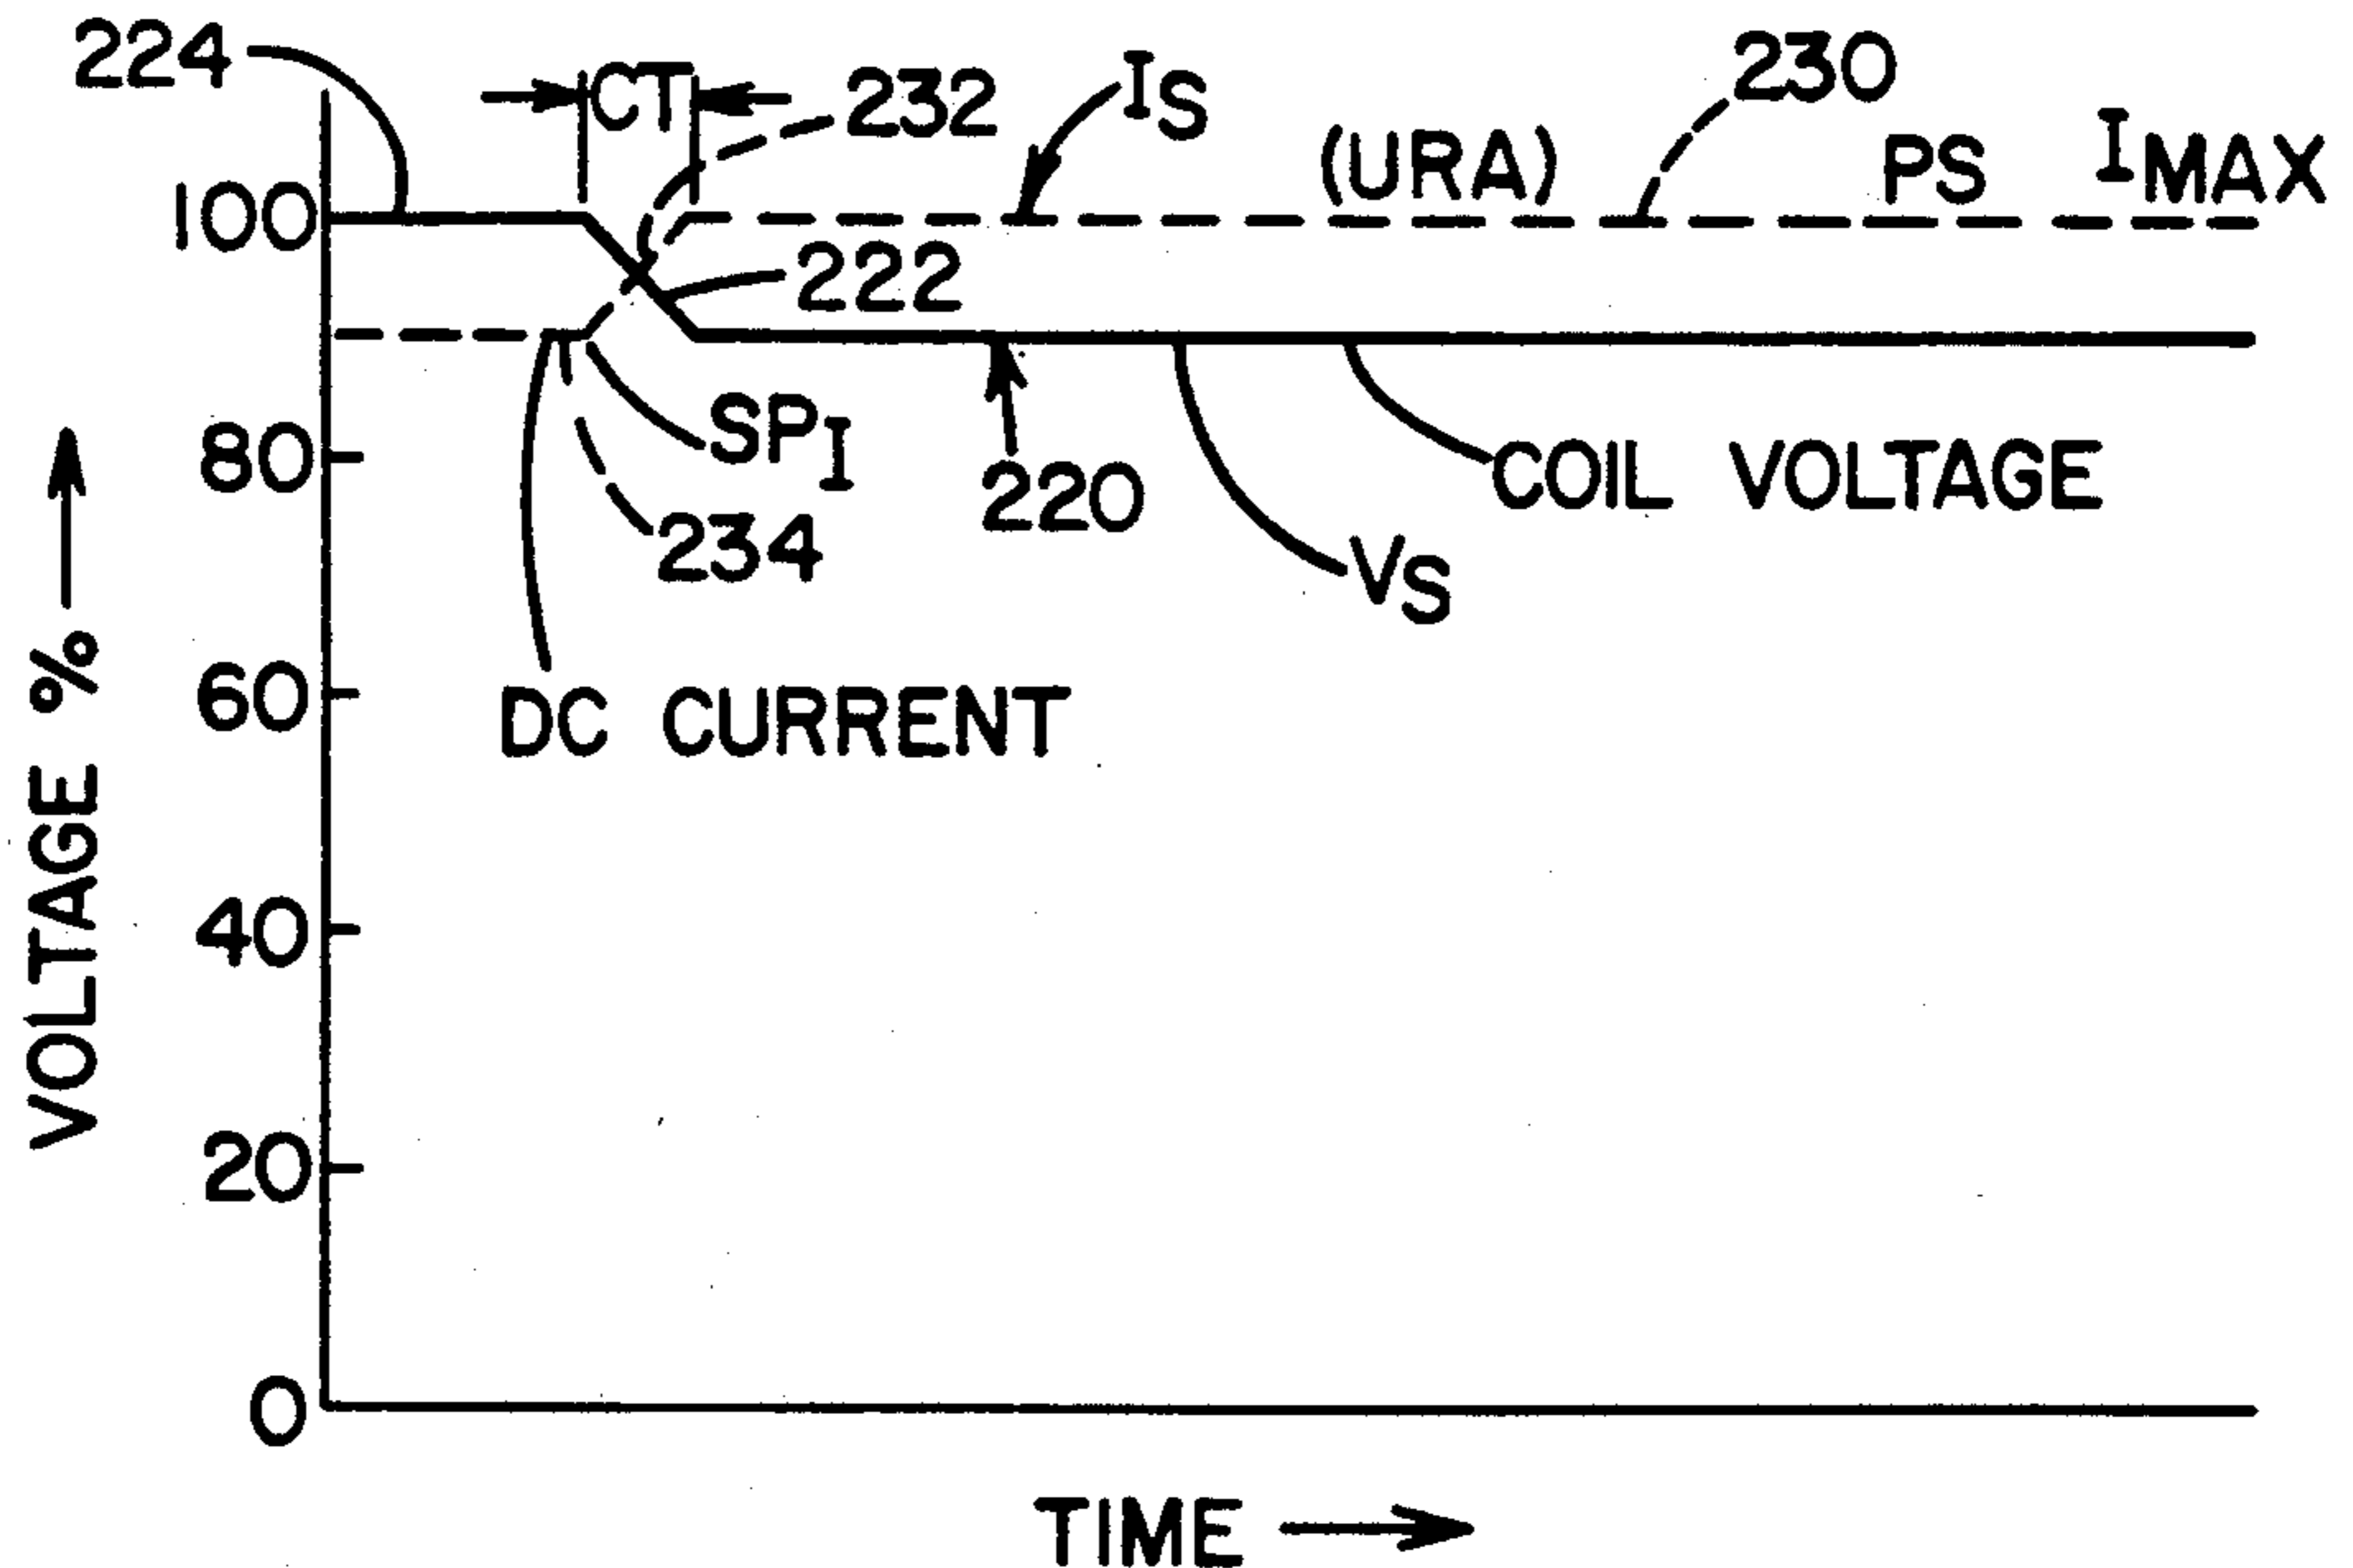 224
CT
232
IS
(URA)
230
PS IMAX
100
222
SPI
80
220
COIL VOLTAGE
234
VS
60
DC CURRENT
VOLTAGE %
40
20
0
TIME